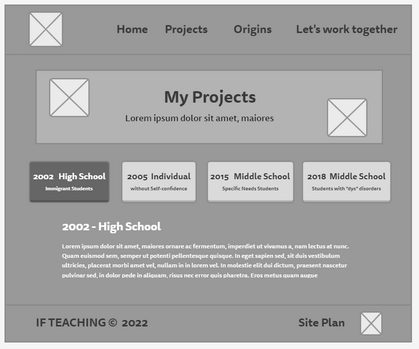 Home Projects Origins Let's work together
My Projects
Lorem ipsum dolor sit amet, maiores
2002 High School
Immigrant Students
2005 Individual
without Self-confidence
2015 Middle School
Specific Needs Students
2018 Middle School
Students with "dys" disorders
2002 - High School
Lorem ipsum dolor sit amet, maiores ornare ac fermentum, imperdiet ut vivamus a, nam lectus at nunc.
Quam euismod sem, semper ut potenti pellentesque quisque. In eget sapien sed, sit duis vestibulum
ultricies, placerat morbi amet vel, nullam in in lorem vel. In molestie elit dui dictum, praesent nascetur
pulvinar sed, in dolor pede in aliquam, risus nec error quis pharetra. Eros metus quam augue
IF TEACHING © 2022
Site Plan